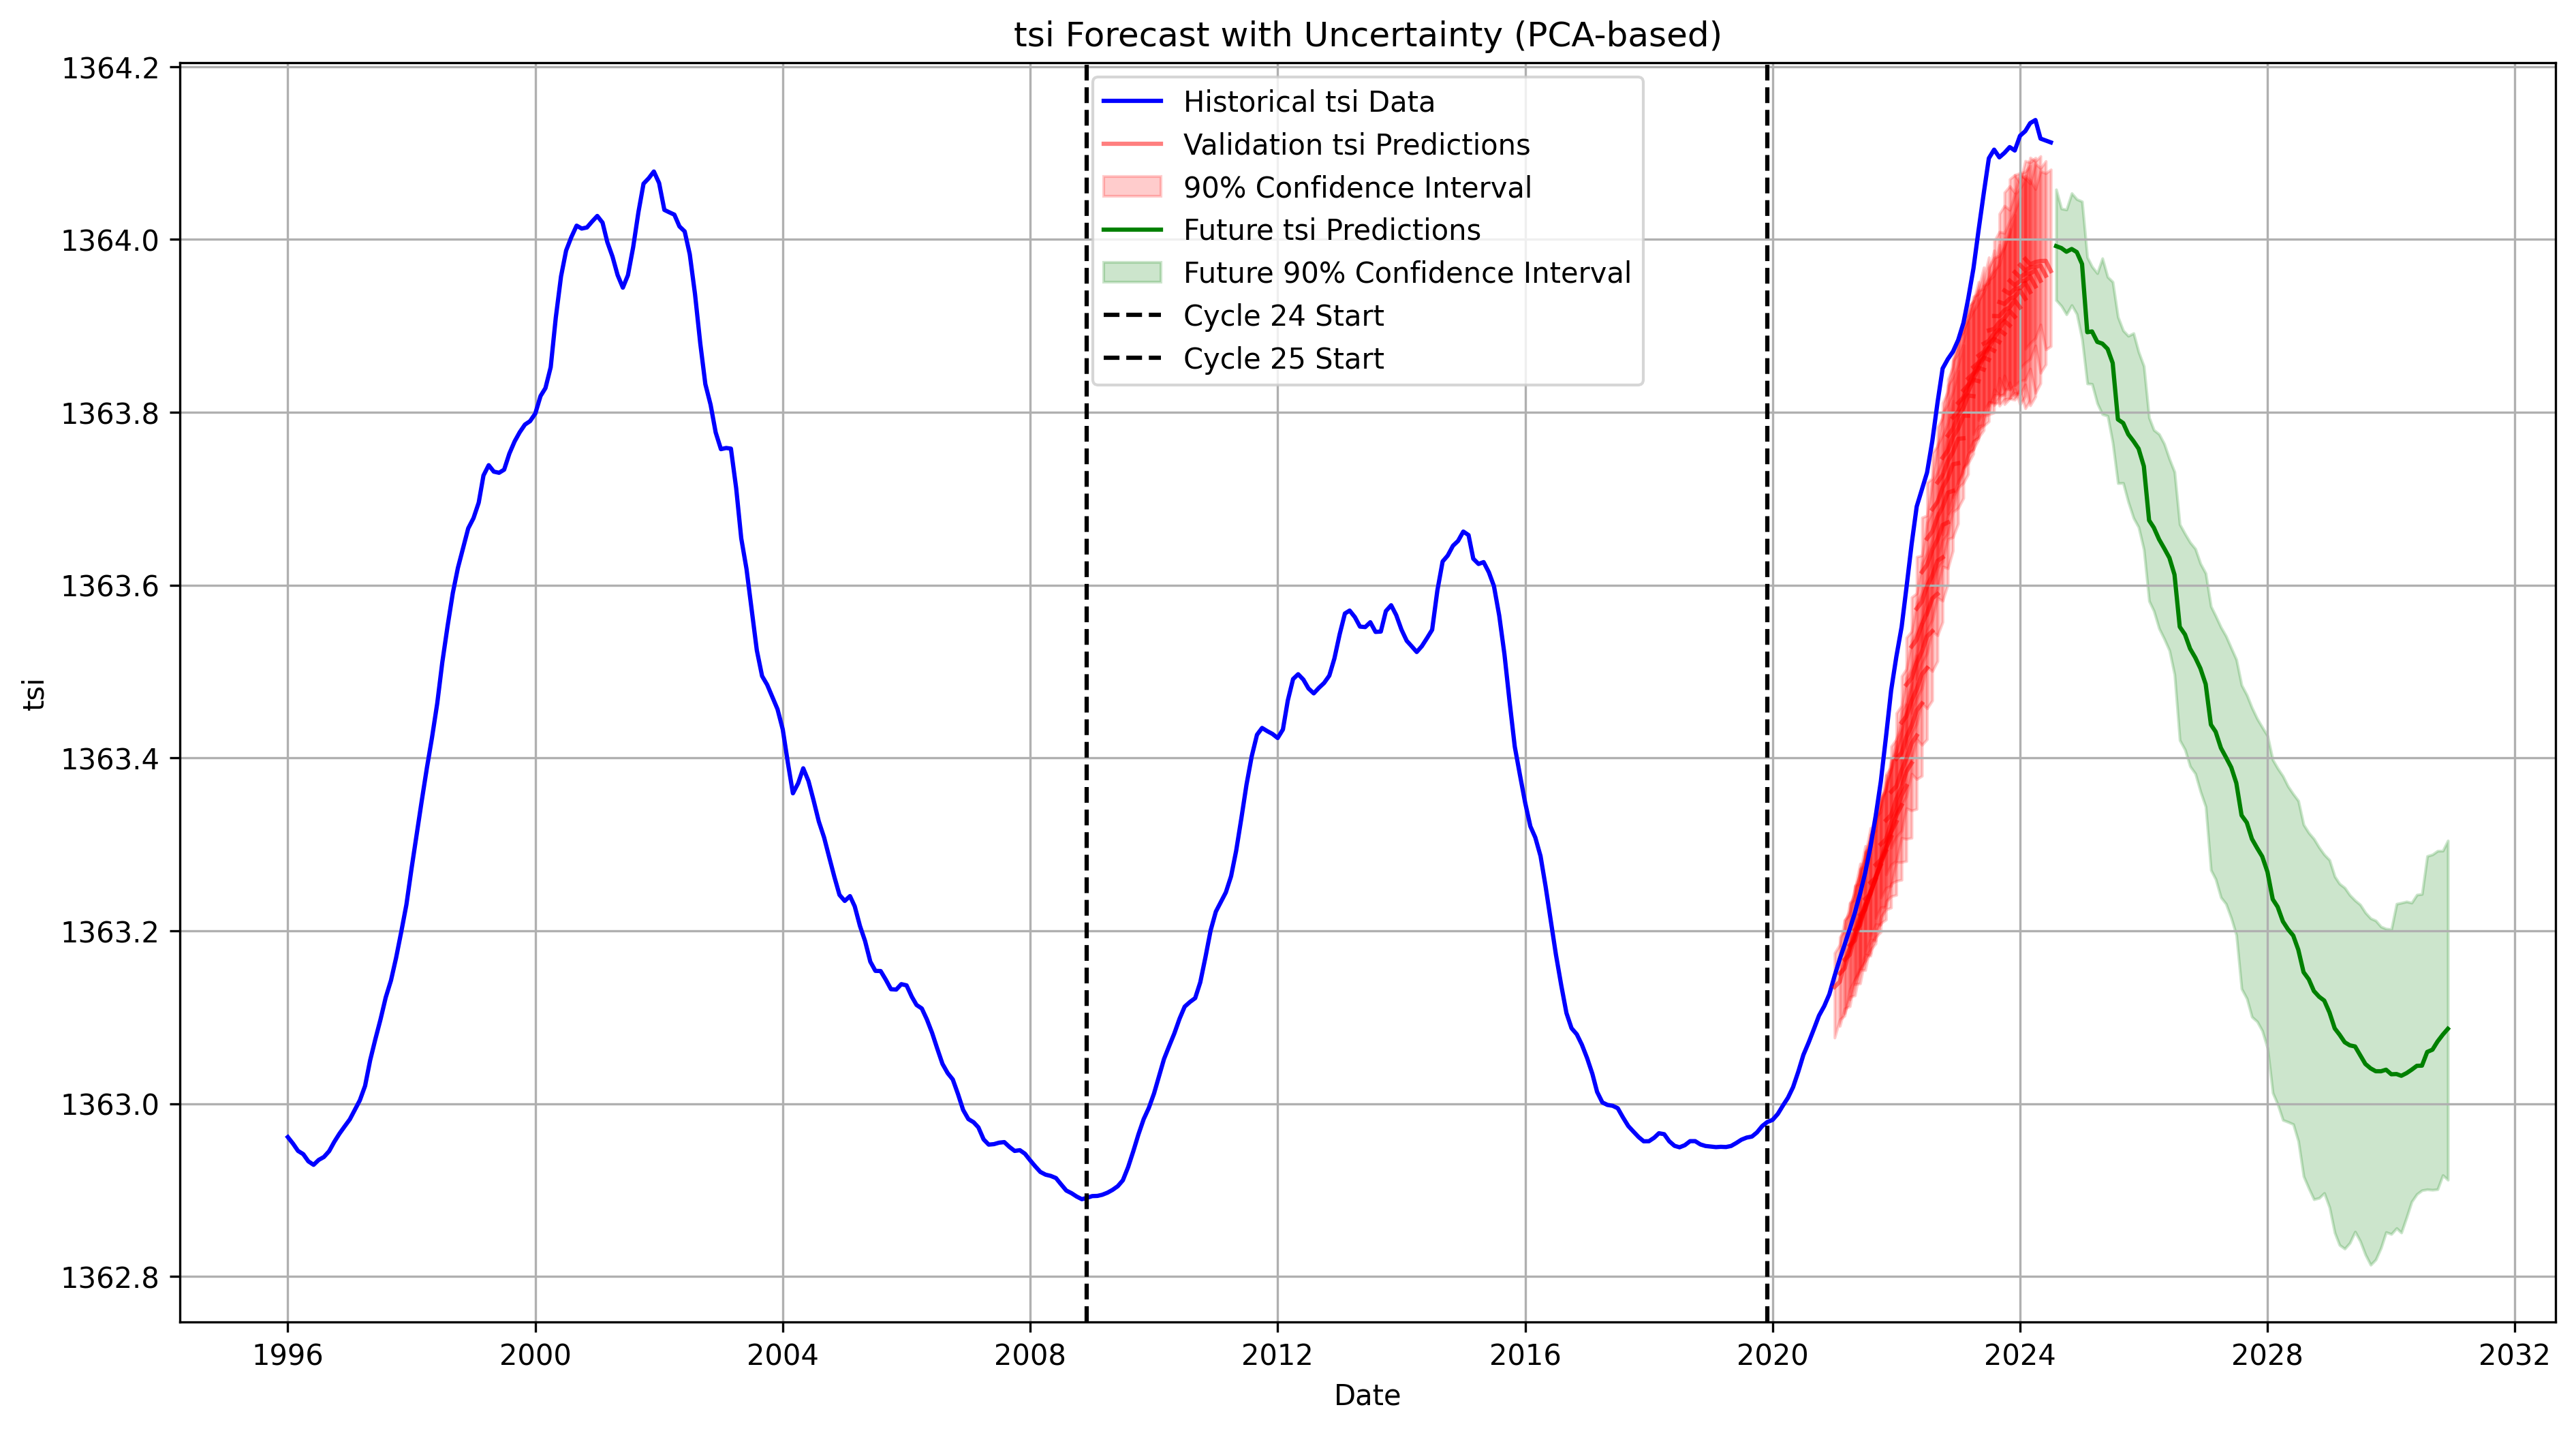 tsi Forecast with Uncertainty (PCA-based)
1364.2
1364.0
1363.8
1363.6
1363.4
1363.2
1363.0
1362.8
tsi
Historical tsi Data
Validation tsi Predictions
90% Confidence Interval
Future tsi Predictions
Future 90% Confidence Interval
Cycle 24 Start
Cycle 25 Start
1996 2000 2004 2008 2012 2016 2020 2024 2028 2032
Date